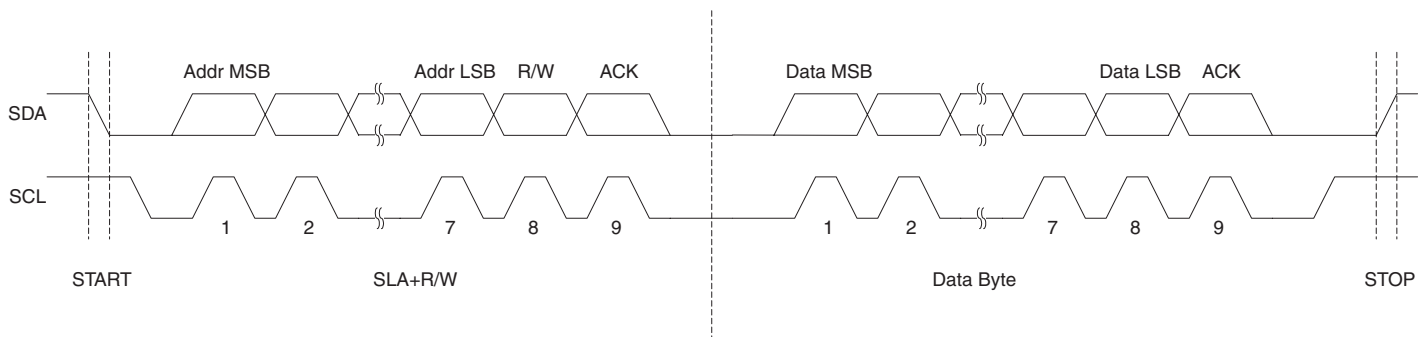 Addr MSB Addr LSB R/W ACK Data MSB Data LSB ACK
SDA
SCL
1 2 7 8 9 1 2 7 8 9
START SLA+R/W Data Byte STOP